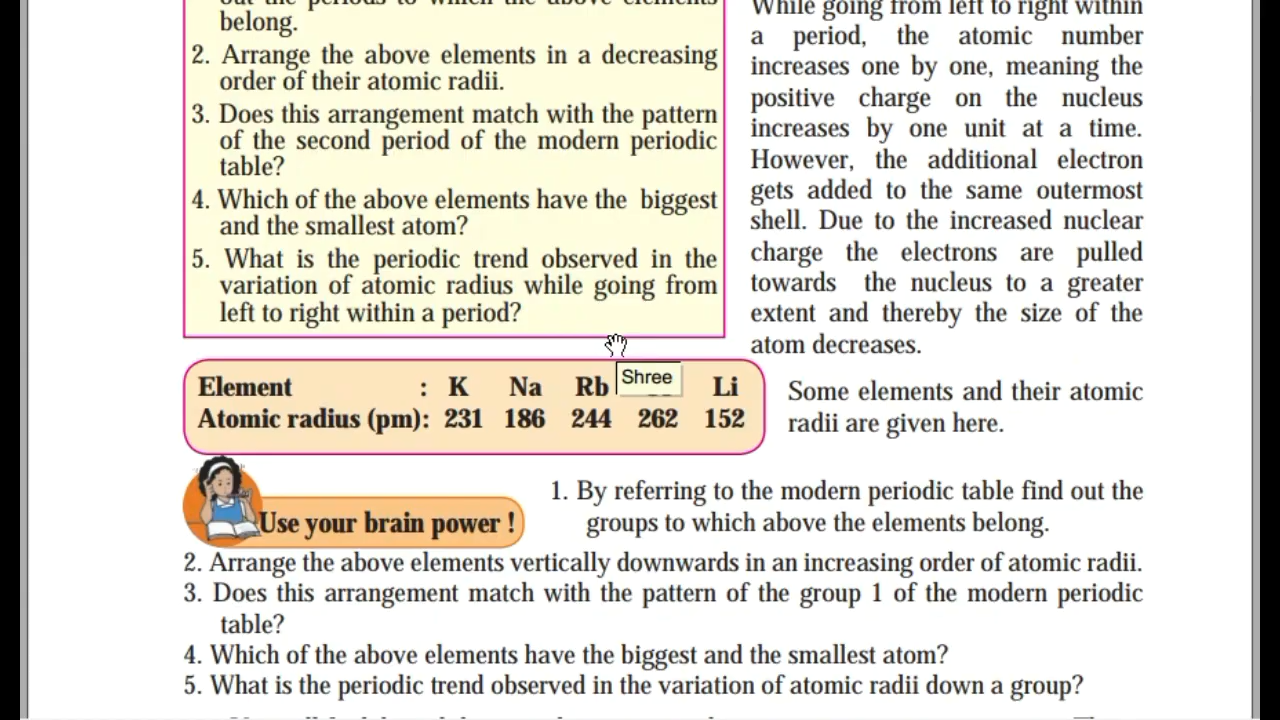 belong.
2. Arrange the above elements in a decreasing
order of their atomic radii.
3. Does this arrangement match with the pattern
of the second period of the modern periodic
table?
4. Which of the above elements have the biggest
and the smallest atom?
5. What is the periodic trend observed in the
variation of atomic radius while going from
left to right within a period?
While going from left to right within
a period, the atomic number
increases one by one, meaning the
positive charge on the nucleus
increases by one unit at a time.
However, the additional electron
gets added to the same outermost
shell. Due to the increased nuclear
charge the electrons are pulled
towards the nucleus to a greater
extent and thereby the size of the
atom decreases.
Element : K Na Rb Li
Shree
Atomic radius (pm): 231 186 244 262 152
Some elements and their atomic
radii are given here.
Use your brain power !
1. By referring to the modern periodic table find out the
groups to which above the elements belong.
2. Arrange the above elements vertically downwards in an increasing order of atomic radii.
3. Does this arrangement match with the pattern of the group 1 of the modern periodic
table?
4. Which of the above elements have the biggest and the smallest atom?
5. What is the periodic trend observed in the variation of atomic radii down a group?